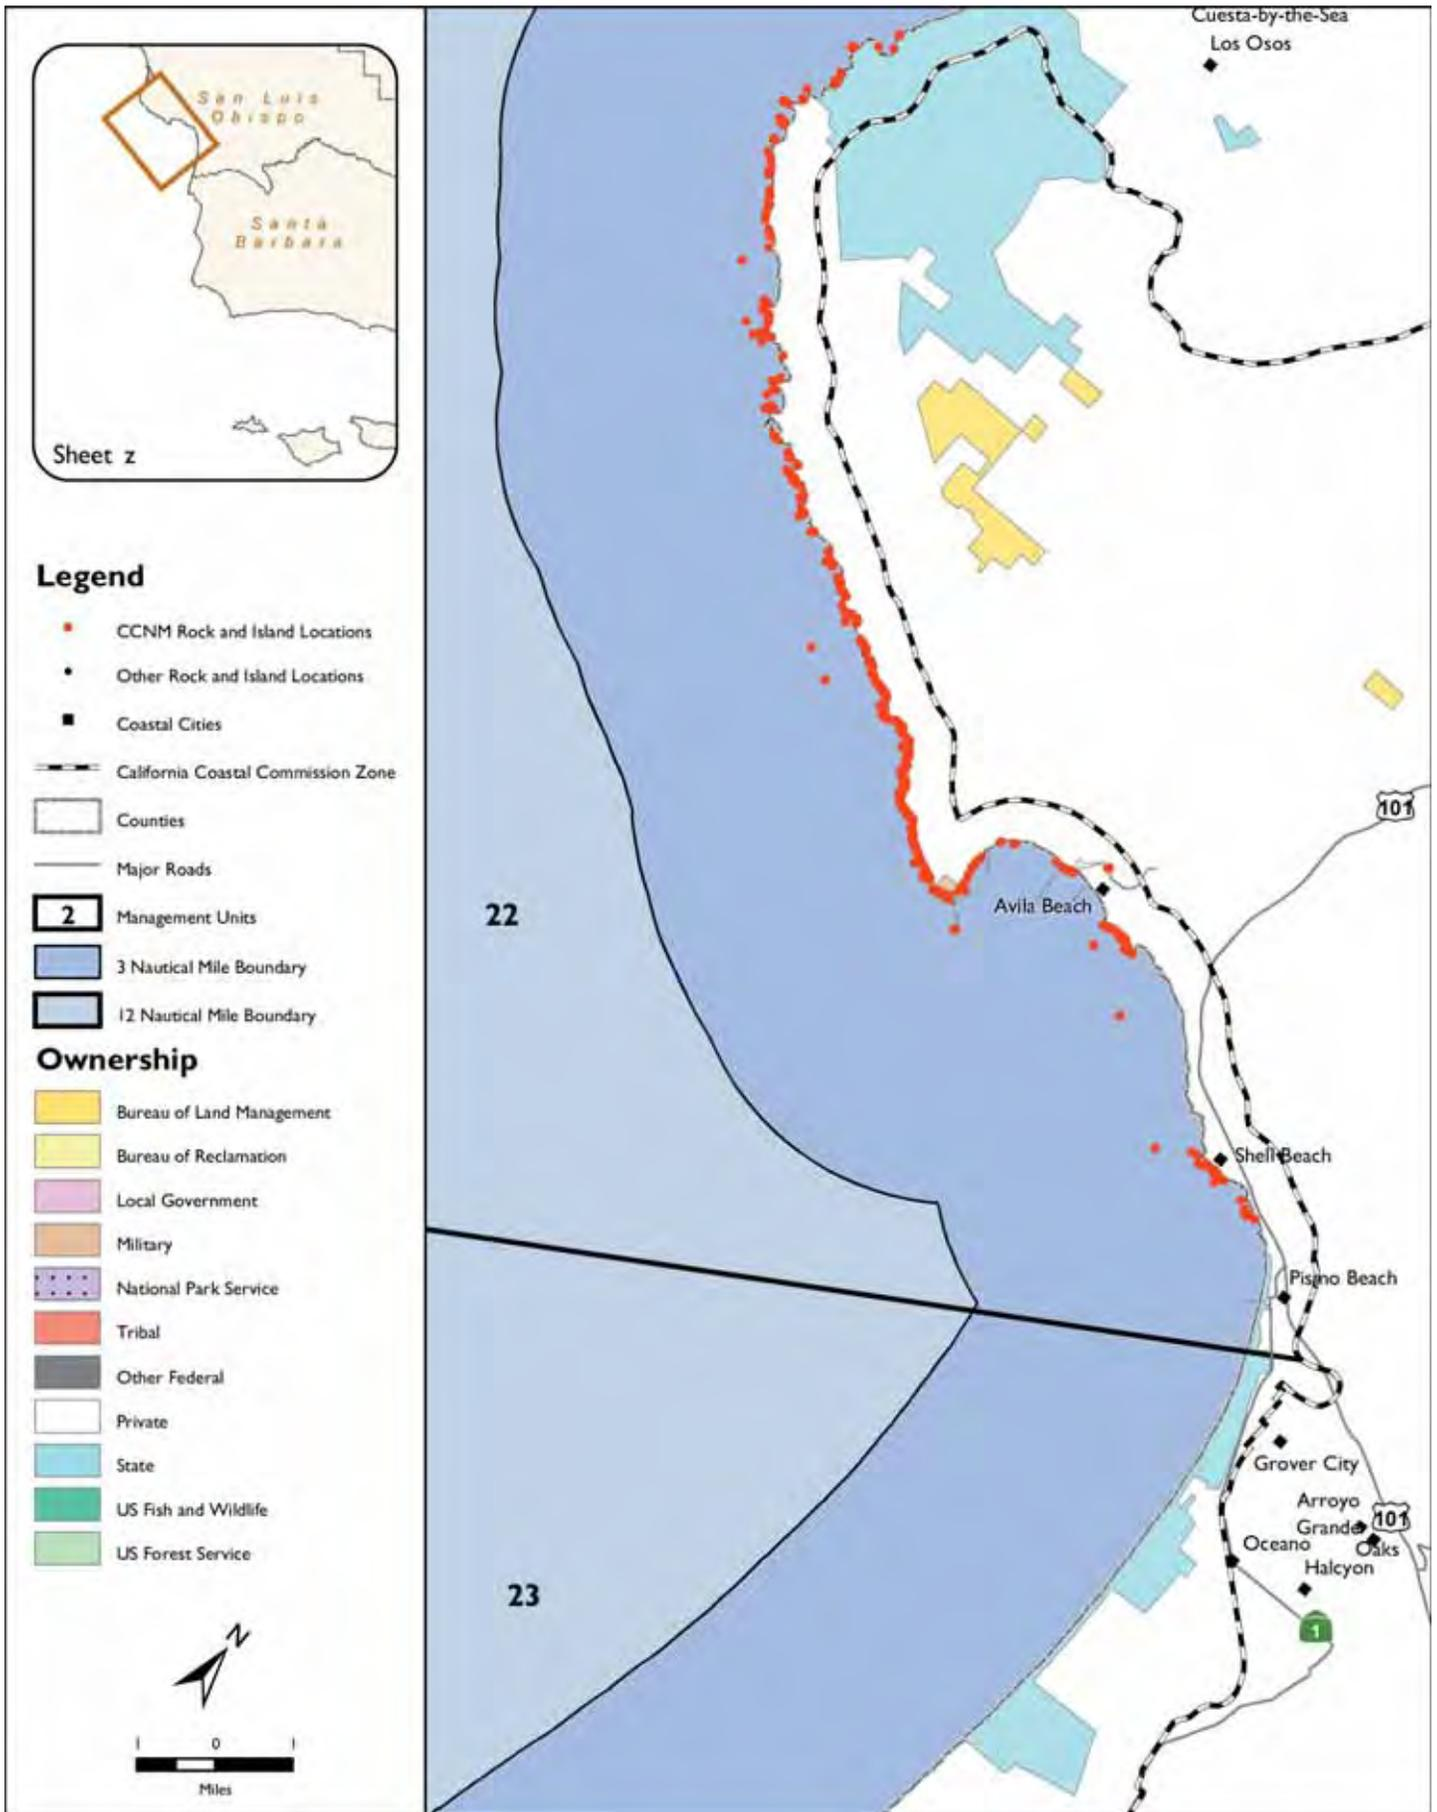 San Luis
Obispo
Santa
Barbara
Sheet z
Legend
CCNM Rock and Island Locations
Other Rock and Island Locations
Coastal Cities
California Coastal Commission Zone
Counties
Major Roads
2 Management Units
3 Nautical Mile Boundary
12 Nautical Mile Boundary
Ownership
Bureau of Land Management
Bureau of Reclamation
Local Government
Military
National Park Service
Tribal
Other Federal
Private
State
US Fish and Wildlife
US Forest Service
N
1 0 1
Miles
Cuesta-by-the-Sea
Los Osos
101
22
Avila Beach
Shell Beach
Pismo Beach
23
Grover City
Arroyo
Grande
101
Oaks
Oceano
Halcyon
1